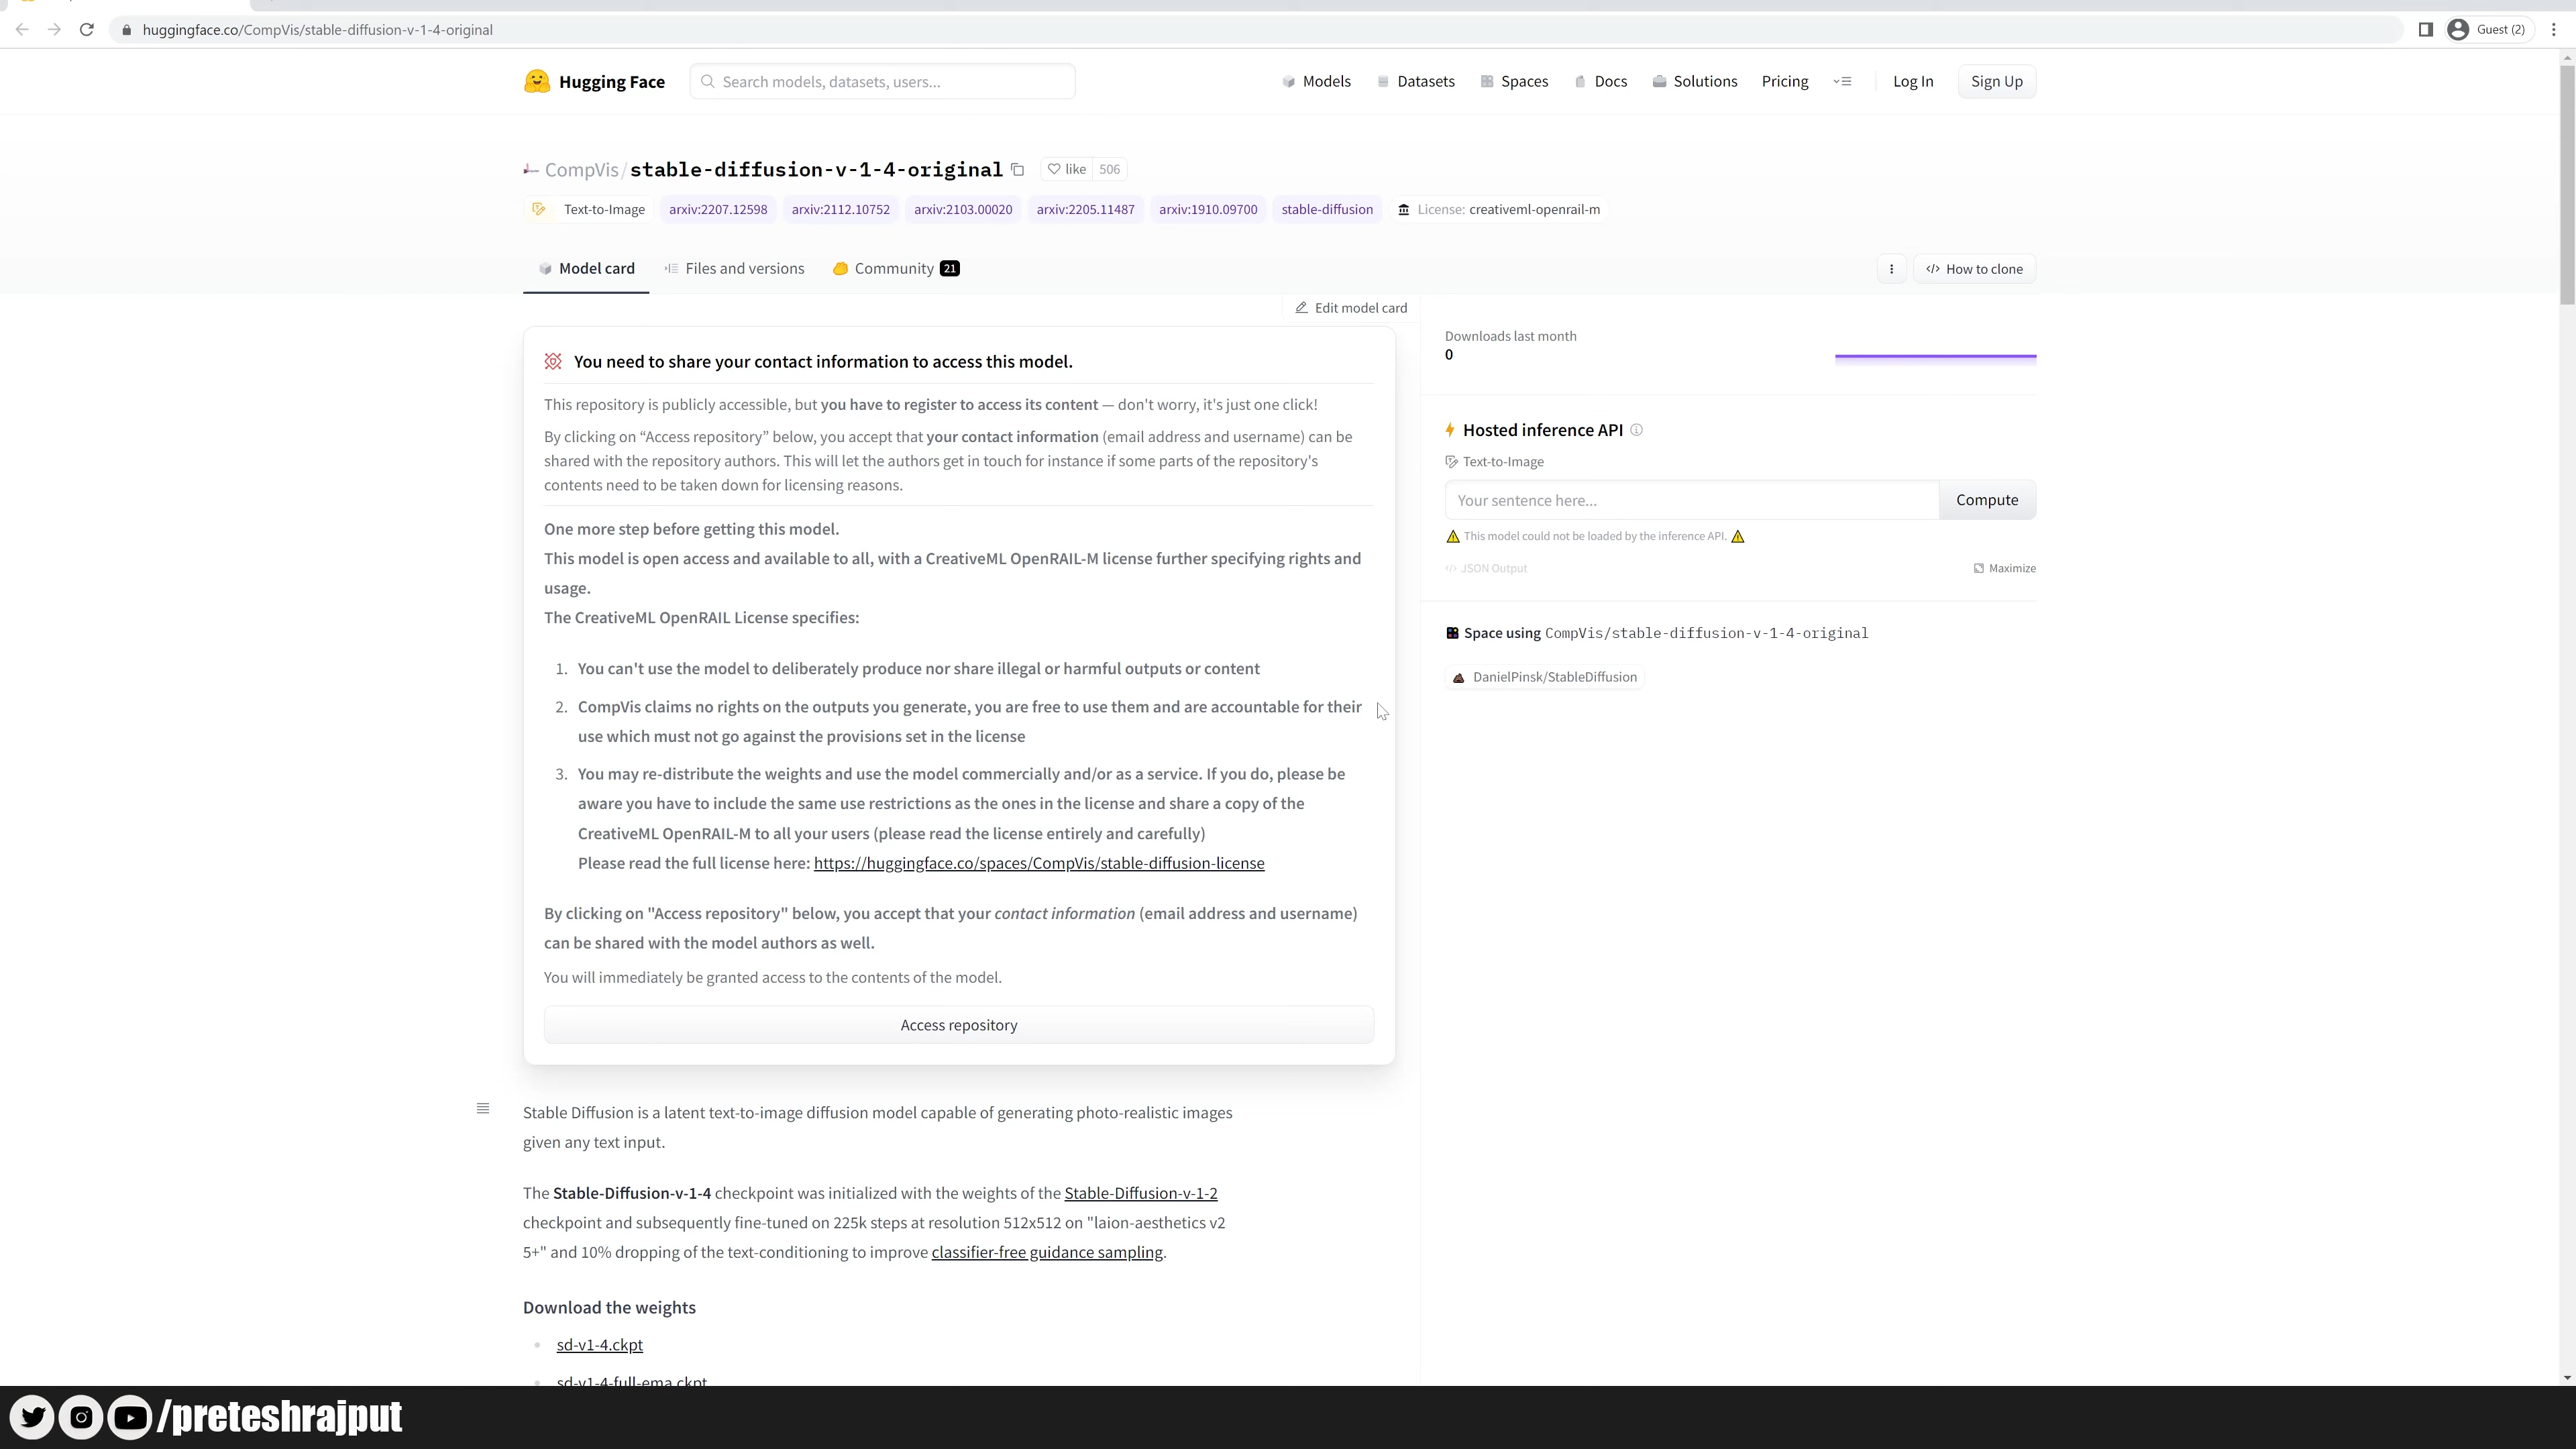 huggingface.co/CompVis/stable-diffusion-v-1-4-original
Guest (2)
Hugging Face
Search models, datasets, users...
Models
Datasets
Spaces
Docs
Solutions
Pricing
Log In
Sign Up
CompVis/stable-diffusion-v-1-4-original
like 506
Text-to-Image
arxiv:2207.12598
arxiv:2112.10752
arxiv:2103.00020
arxiv:2205.11487
arxiv:1910.09700
stable-diffusion
License: creativeml-openrail-m
Model card
Files and versions
Community 21
</> How to clone
Edit model card
You need to share your contact information to access this model.
This repository is publicly accessible, but you have to register to access its content — don't worry, it's just one click!
By clicking on “Access repository” below, you accept that your contact information (email address and username) can be
shared with the repository authors. This will let the authors get in touch for instance if some parts of the repository's
contents need to be taken down for licensing reasons.
One more step before getting this model.
This model is open access and available to all, with a CreativeML OpenRAIL-M license further specifying rights and
usage.
The CreativeML OpenRAIL License specifies:
1. You can't use the model to deliberately produce nor share illegal or harmful outputs or content
2. CompVis claims no rights on the outputs you generate, you are free to use them and are accountable for their
use which must not go against the provisions set in the license
3. You may re-distribute the weights and use the model commercially and/or as a service. If you do, please be
aware you have to include the same use restrictions as the ones in the license and share a copy of the
CreativeML OpenRAIL-M to all your users (please read the license entirely and carefully)
Please read the full license here: https://huggingface.co/spaces/CompVis/stable-diffusion-license
By clicking on "Access repository" below, you accept that your contact information (email address and username)
can be shared with the model authors as well.
You will immediately be granted access to the contents of the model.
Access repository
Stable Diffusion is a latent text-to-image diffusion model capable of generating photo-realistic images
given any text input.
The Stable-Diffusion-v-1-4 checkpoint was initialized with the weights of the Stable-Diffusion-v-1-2
checkpoint and subsequently fine-tuned on 225k steps at resolution 512x512 on "laion-aesthetics v2
5+" and 10% dropping of the text-conditioning to improve classifier-free guidance sampling.
Download the weights
sd-v1-4.ckpt
sd-v1-4-full-ema.ckpt
Downloads last month
0
Hosted inference API
Text-to-Image
Your sentence here...
Compute
This model could not be loaded by the inference API.
</> JSON Output
Maximize
Space using CompVis/stable-diffusion-v-1-4-original
DanielPinsk/StableDiffusion
/preteshrajput